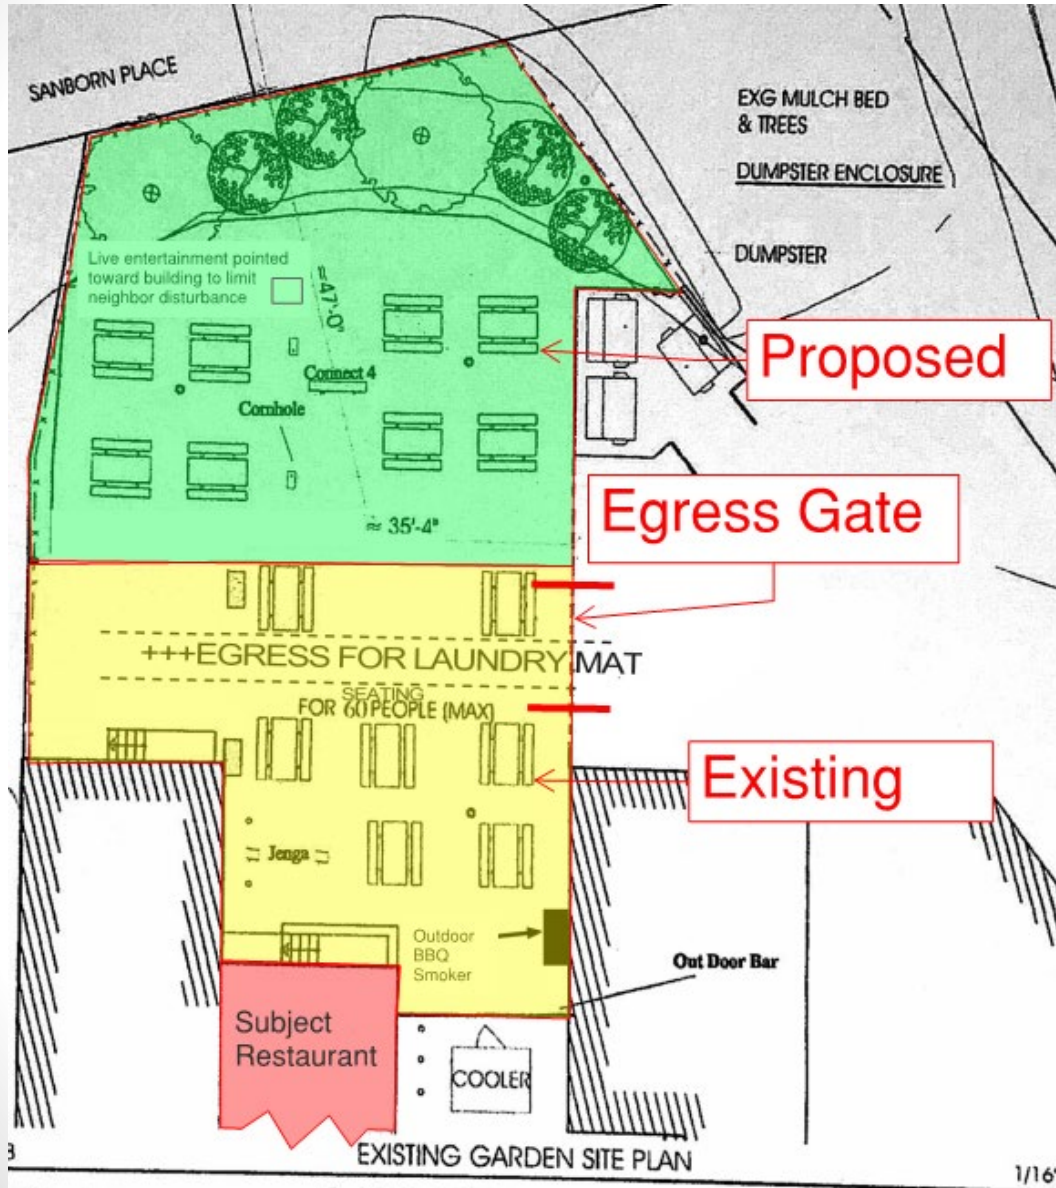 SANBORN PLACE
EXG MULCH BED
& TREES
DUMPSTER ENCLOSURE
DUMPSTER
Live entertainment pointed
toward building to limit
neighbor disturbance
≈47'-0"
Proposed
Connect 4
Cornhole
Egress Gate
≈ 35'-4"
+++EGRESS FOR LAUNDRY MAT
SEATING
FOR 60 PEOPLE (MAX)
Existing
Jenga
Outdoor
BBQ
Smoker
Out Door Bar
Subject
Restaurant
COOLER
EXISTING GARDEN SITE PLAN
1/16"